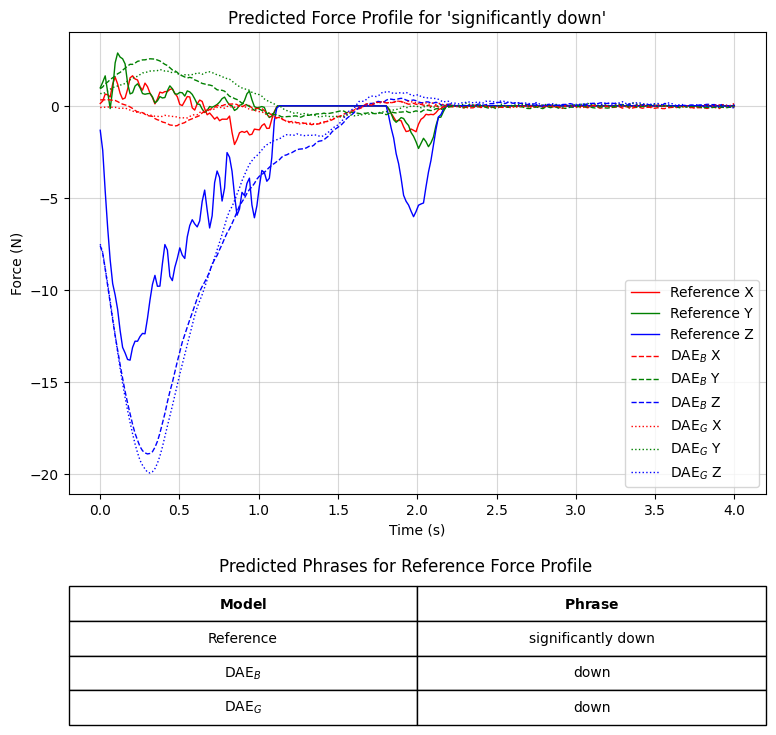 Predicted Force Profile for 'significantly down'
Force (N)
0
−5
−10
−15
−20
Reference X
Reference Y
Reference Z
DAE_B X
DAE_B Y
DAE_B Z
DAE_G X
DAE_G Y
DAE_G Z
0.0 0.5 1.0 1.5 2.0 2.5 3.0 3.5 4.0
Time (s)
Predicted Phrases for Reference Force Profile
Model Phrase
Reference significantly down
DAE_B down
DAE_G down